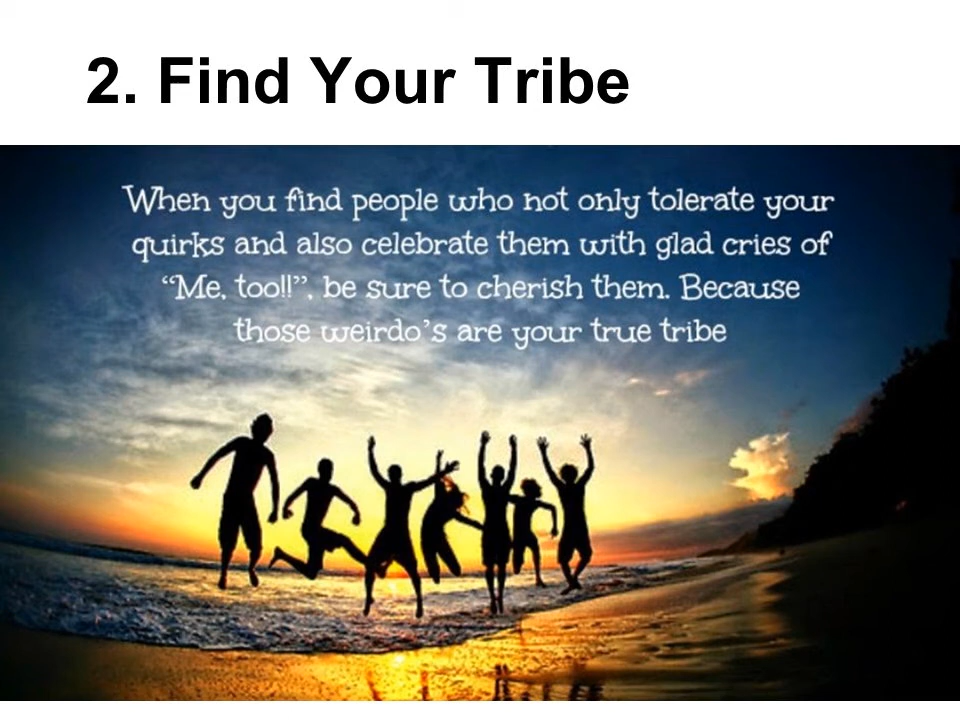 2. Find Your Tribe
When you find people who not only tolerate your
quirks and also celebrate them with glad cries of
“Me, too!!”, be sure to cherish them. Because
those weirdo’s are your true tribe